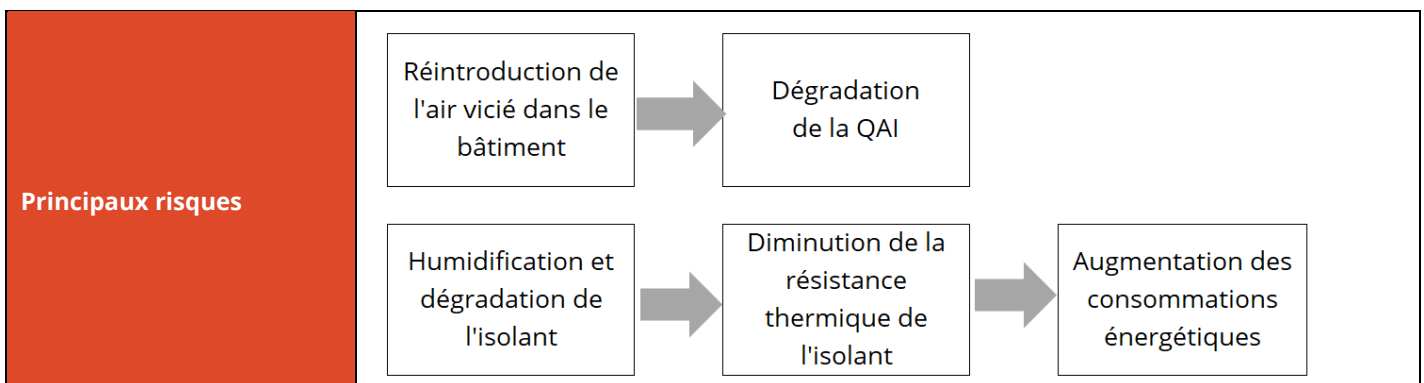 Principaux risques
Réintroduction de
l'air vicié dans le
bâtiment
Dégradation
de la QAI
Humidification et
dégradation de
l'isolant
Diminution de la
résistance
thermique de
l'isolant
Augmentation des
consommations
énergétiques